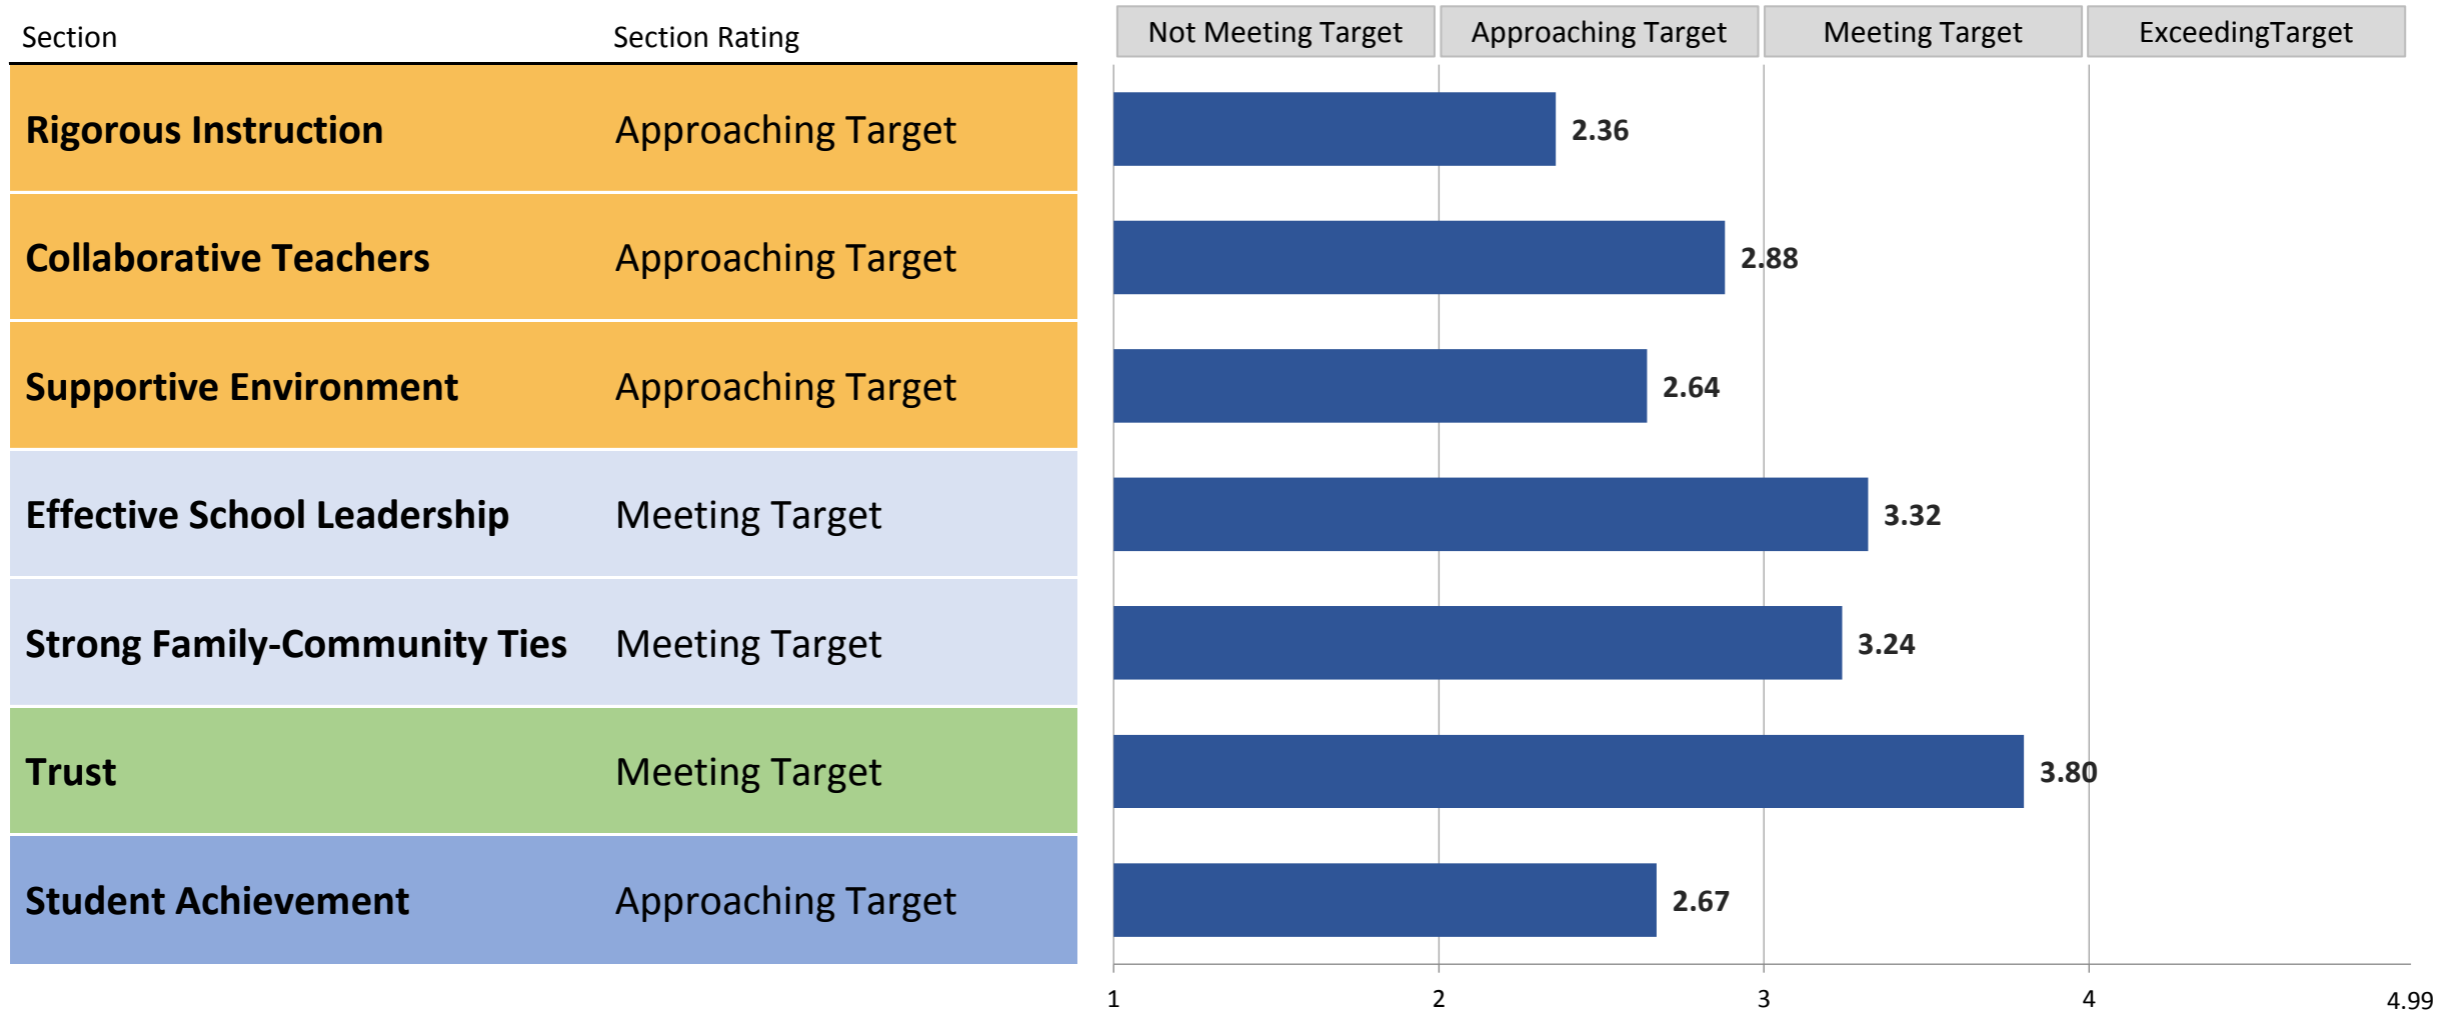 Section Section Rating Not Meeting Target Approaching Target Meeting Target ExceedingTarget
Rigorous Instruction Approaching Target 2.36
Collaborative Teachers Approaching Target 2.88
Supportive Environment Approaching Target 2.64
Effective School Leadership Meeting Target 3.32
Strong Family-Community Ties Meeting Target 3.24
Trust Meeting Target 3.80
Student Achievement Approaching Target 2.67
1 2 3 4 4.99